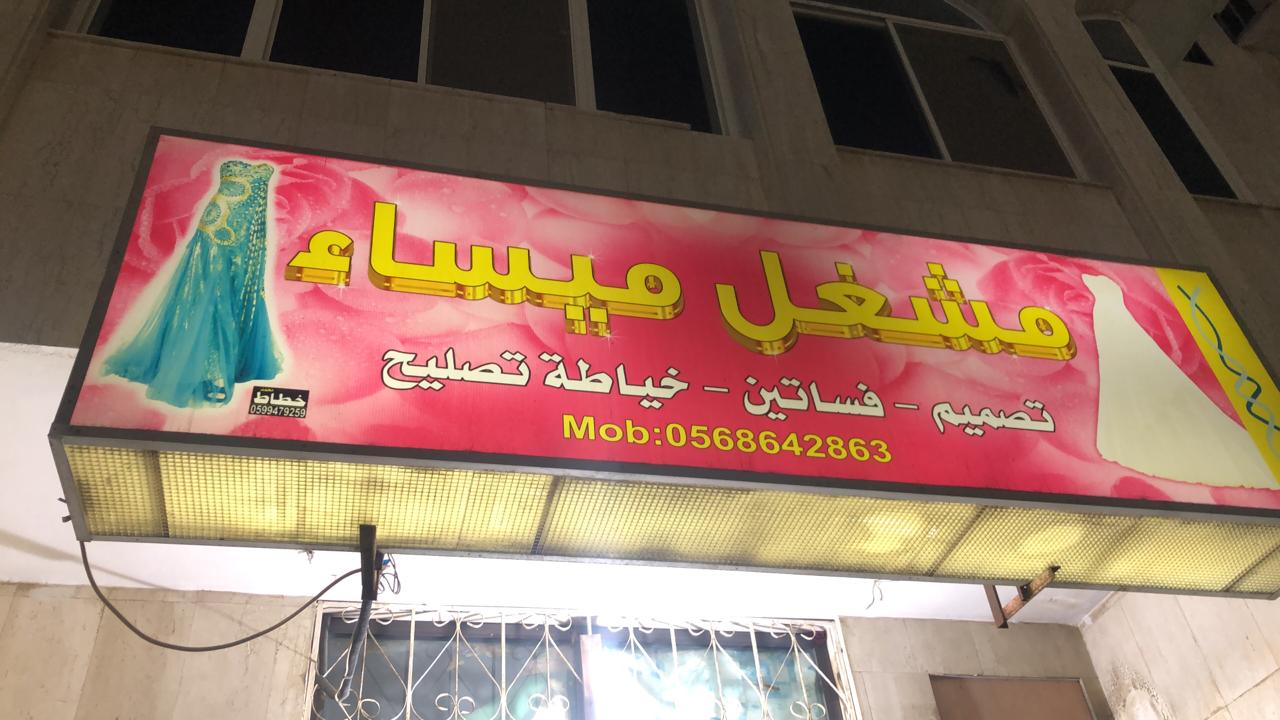 مشغل ميساء
تصميم - فساتين - خياطة تصليح
Mob:0568642863
خطاط
0599479259